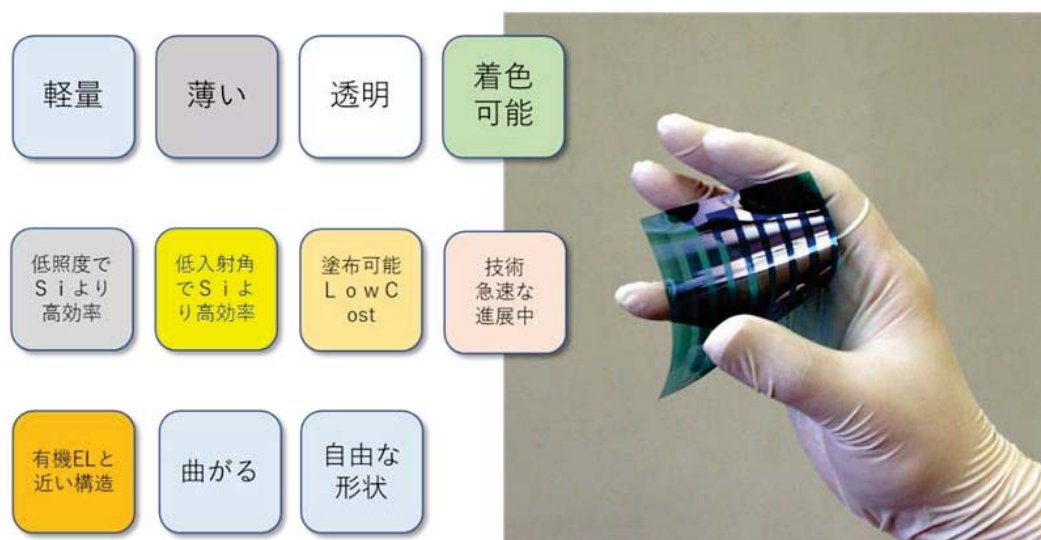 軽量
薄い
透明
着色
可能
低照度で
Ｓｉより
高効率
低入射角
でＳｉよ
り高効率
塗布可能
ＬｏｗＣ
ost
技術
急速な
進展中
有機ELと
近い構造
曲がる
自由な
形状